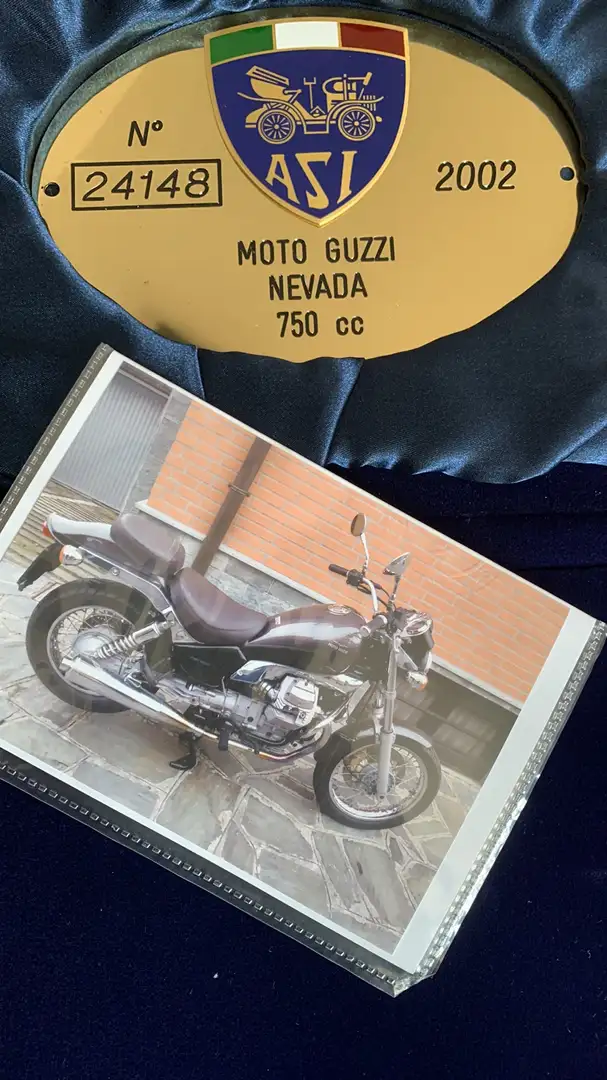 ASI
N°
24148
2002
MOTO GUZZI
NEVADA
750 cc